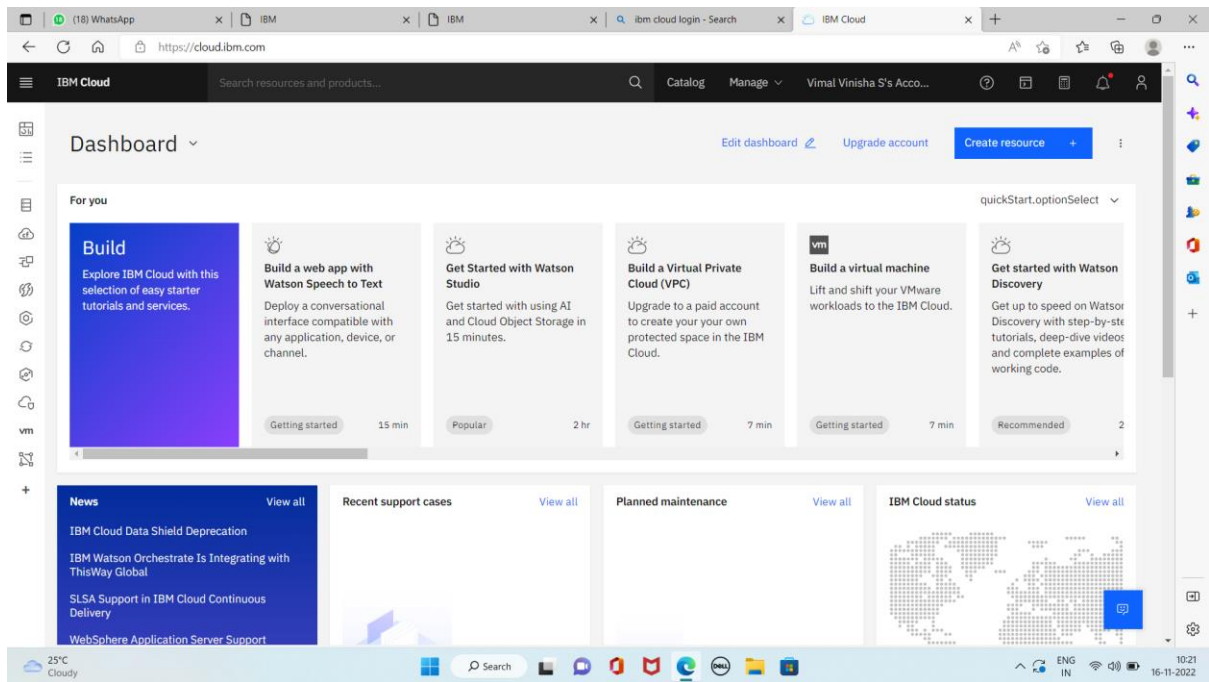 (18) WhatsApp
IBM
IBM
ibm cloud login - Search
IBM Cloud
https://cloud.ibm.com
IBM Cloud
Search resources and products...
Catalog
Manage
Vimal Vinisha S's Acco...
Dashboard
Edit dashboard
Upgrade account
Create resource +
For you
quickStart.optionSelect
Build
Explore IBM Cloud with this
selection of easy starter
tutorials and services.
Build a web app with
Watson Speech to Text
Deploy a conversational
interface compatible with
any application, device, or
channel.
Getting started
15 min
Get Started with Watson
Studio
Get started with using AI
and Cloud Object Storage in
15 minutes.
Popular
2 hr
Build a Virtual Private
Cloud (VPC)
Upgrade to a paid account
to create your your own
protected space in the IBM
Cloud.
Getting started
7 min
vm
Build a virtual machine
Lift and shift your VMware
workloads to the IBM Cloud.
Getting started
7 min
Get started with Watson
Discovery
Get up to speed on Watson
Discovery with step-by-ste
tutorials, deep-dive videos
and complete examples of
working code.
Recommended
2
vm
News
View all
IBM Cloud Data Shield Deprecation
IBM Watson Orchestrate Is Integrating with
ThisWay Global
SLSA Support in IBM Cloud Continuous
Delivery
WebSphere Application Server Support
Recent support cases
View all
Planned maintenance
View all
IBM Cloud status
View all
25°C
Cloudy
Search
DELL
ENG
IN
10:21
16-11-2022